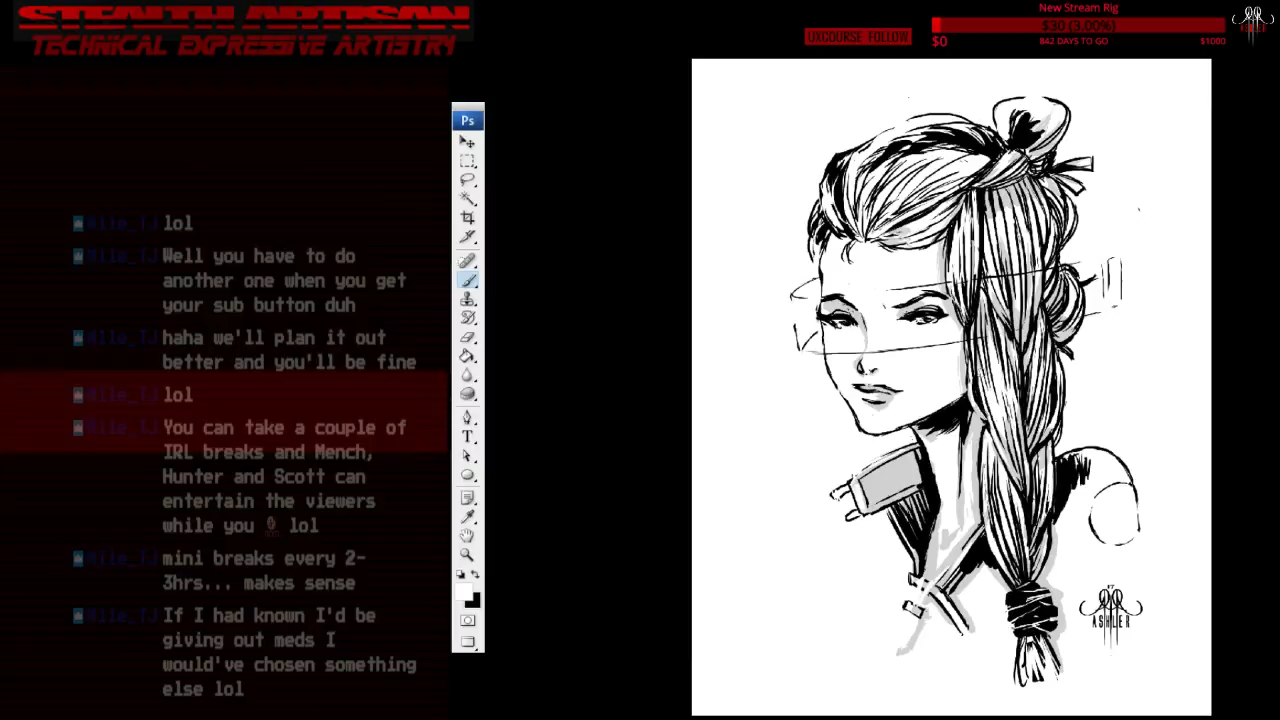 STEALTH ARTISAN
TECHNICAL EXPRESSIVE ARTISTRY
UXCOURSE FOLLOW
New Stream Rig
$30 (3.00%)
$0
842 DAYS TO GO
$1000
Ps
T
lol
Well you have to do
another one when you get
your sub button duh
haha we'll plan it out
better and you'll be fine
lol
You can take a couple of
IRL breaks and Mench,
Hunter and Scott can
entertain the viewers
while you lol
mini breaks every 2-
3hrs... makes sense
If I had known I'd be
giving out meds I
would've chosen something
else lol
ASHLER